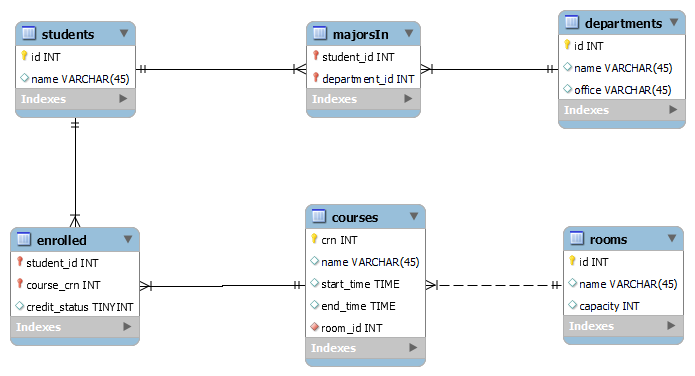 students
id INT
name VARCHAR(45)
Indexes
majorsIn
student_id INT
department_id INT
Indexes
departments
id INT
name VARCHAR(45)
office VARCHAR(45)
Indexes
enrolled
student_id INT
course_crn INT
credit_status TINYINT
Indexes
courses
crn INT
name VARCHAR(45)
start_time TIME
end_time TIME
room_id INT
Indexes
rooms
id INT
name VARCHAR(45)
capacity INT
Indexes